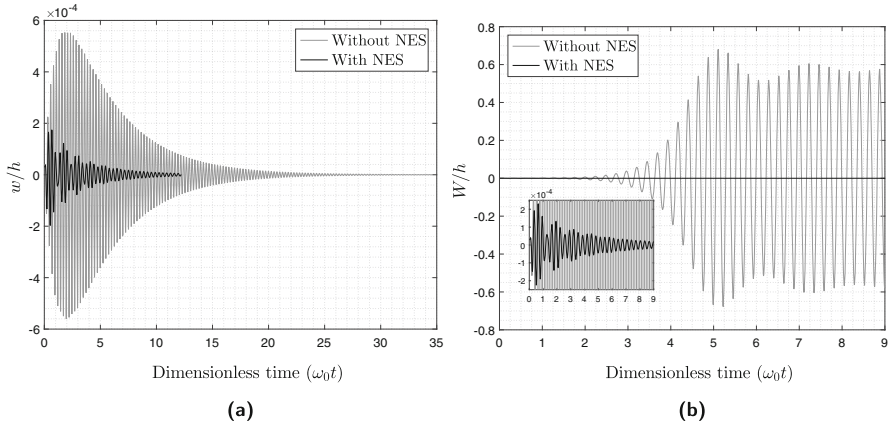 ×10⁻⁴
6
4
2
0
-2
-4
-6
w/h
Without NES
With NES
0 5 10 15 20 25 30 35
Dimensionless time (ω₀t)
(a)
0.8
0.6
0.4
0.2
0
-0.2
-0.4
-0.6
-0.8
W/h
Without NES
With NES
×10⁻⁴
2
1
0
-1
-2
0 1 2 3 4 5 6 7 8 9
0 1 2 3 4 5 6 7 8 9
Dimensionless time (ω₀t)
(b)